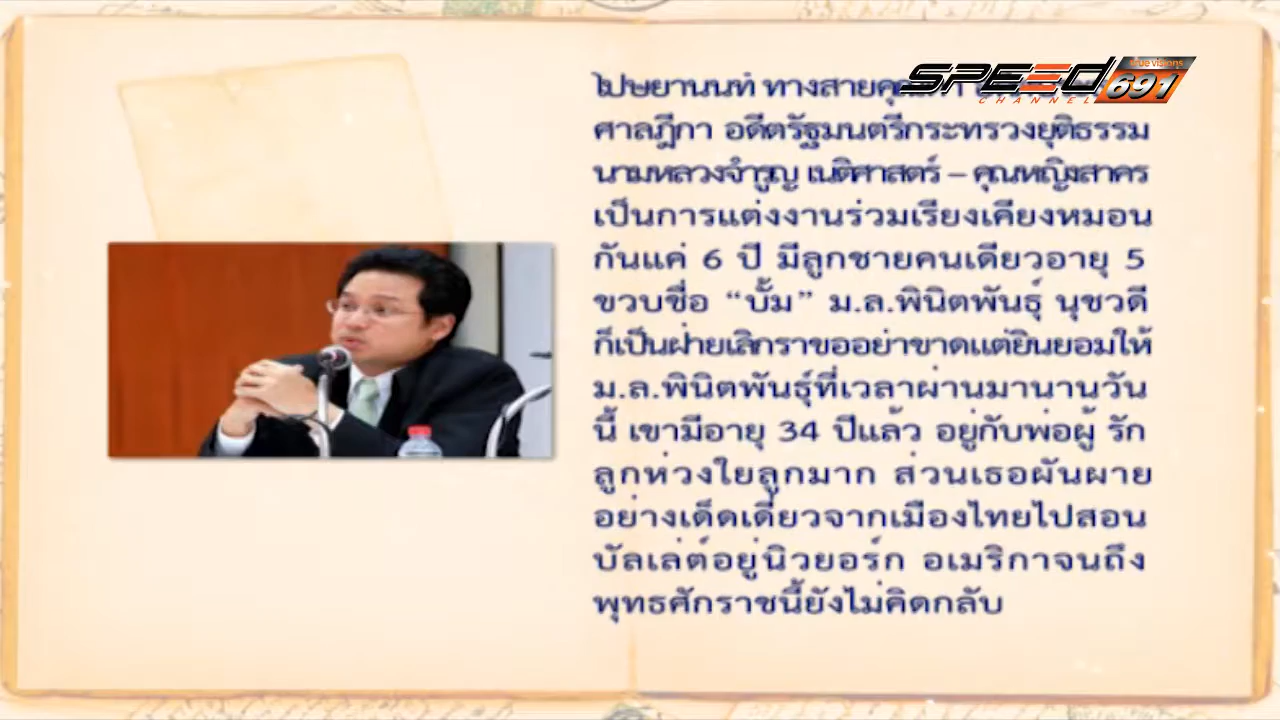 SPEED
CHANNEL
true visions
691
โปษยานนท์ ทางสายคุณตา
ศาลฎีกา อดีตรัฐมนตรีกระทรวงยุติธรรม
นามหลวงจำรูญ เนติศาสตร์ – คุณหญิงสาคร
เป็นการแต่งงานร่วมเรียงเคียงหมอน
กันแค่ 6 ปี มีลูกชายคนเดียวอายุ 5
ขวบชื่อ “บั้ม” ม.ล.พินิตพันธุ์ นุชวดี
ก็เป็นฝ่ายเลิกราขออย่าขาดแต่ยินยอมให้
ม.ล.พินิตพันธุ์ที่เวลาผ่านมานานวัน
นี้ เขามีอายุ 34 ปีแล้ว อยู่กับพ่อผู้ รัก
ลูกห่วงใยลูกมาก ส่วนเธอผันผาย
อย่างเด็ดเดี่ยวจากเมืองไทยไปสอน
บัลเล่ต์อยู่นิวยอร์ก อเมริกาจนถึง
พุทธศักราชนี้ยังไม่คิดกลับ